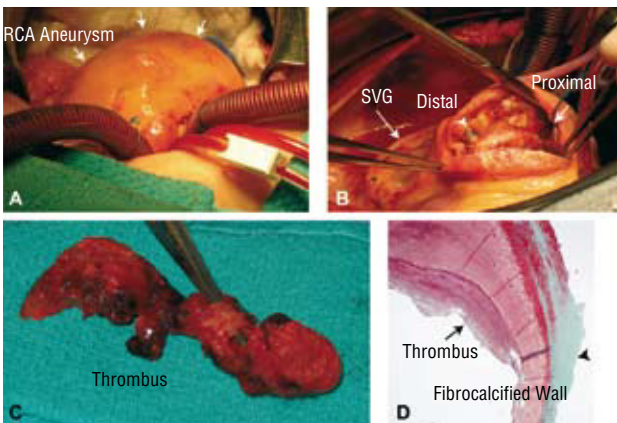 RCA Aneurysm
A
SVG
Distal
Proximal
B
Thrombus
C
Thrombus
Fibrocalcified Wall
D